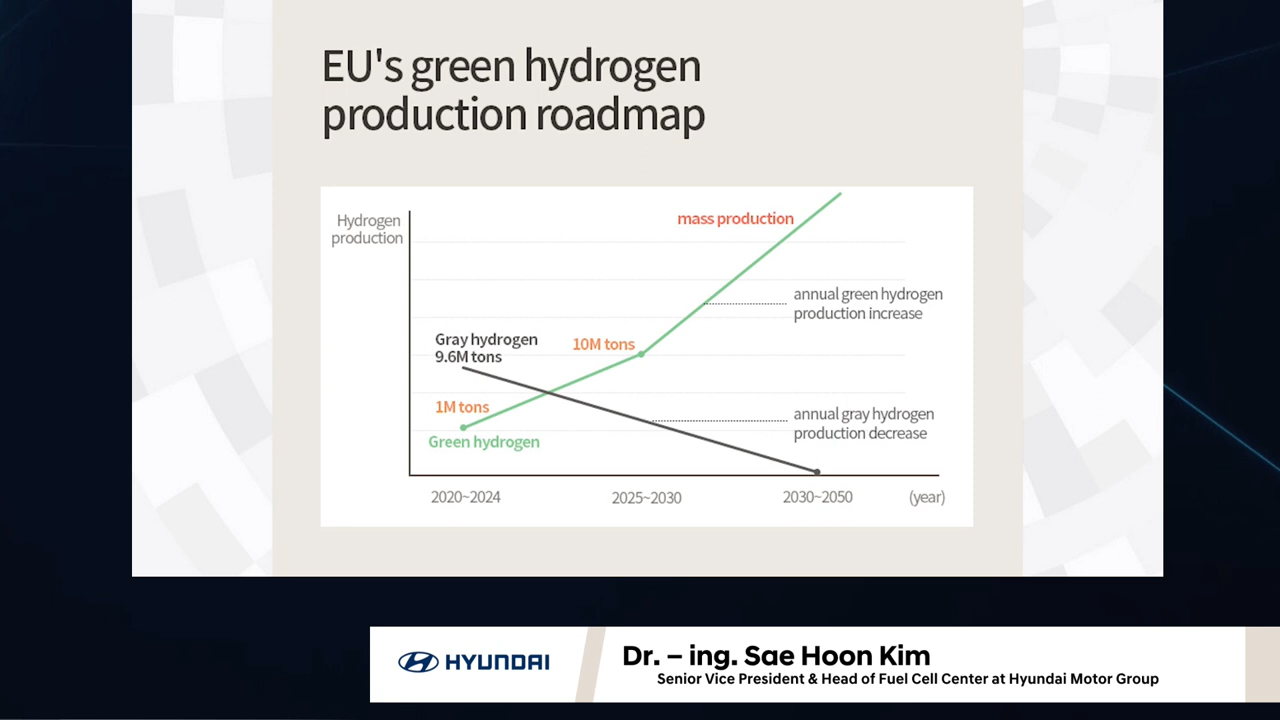 EU's green hydrogen
production roadmap
Hydrogen
production
mass production
annual green hydrogen
production increase
Gray hydrogen
9.6M tons
10M tons
1M tons
Green hydrogen
annual gray hydrogen
production decrease
2020~2024
2025~2030
2030~2050
(year)
HYUNDAI
Dr. – ing. Sae Hoon Kim
Senior Vice President & Head of Fuel Cell Center at Hyundai Motor Group